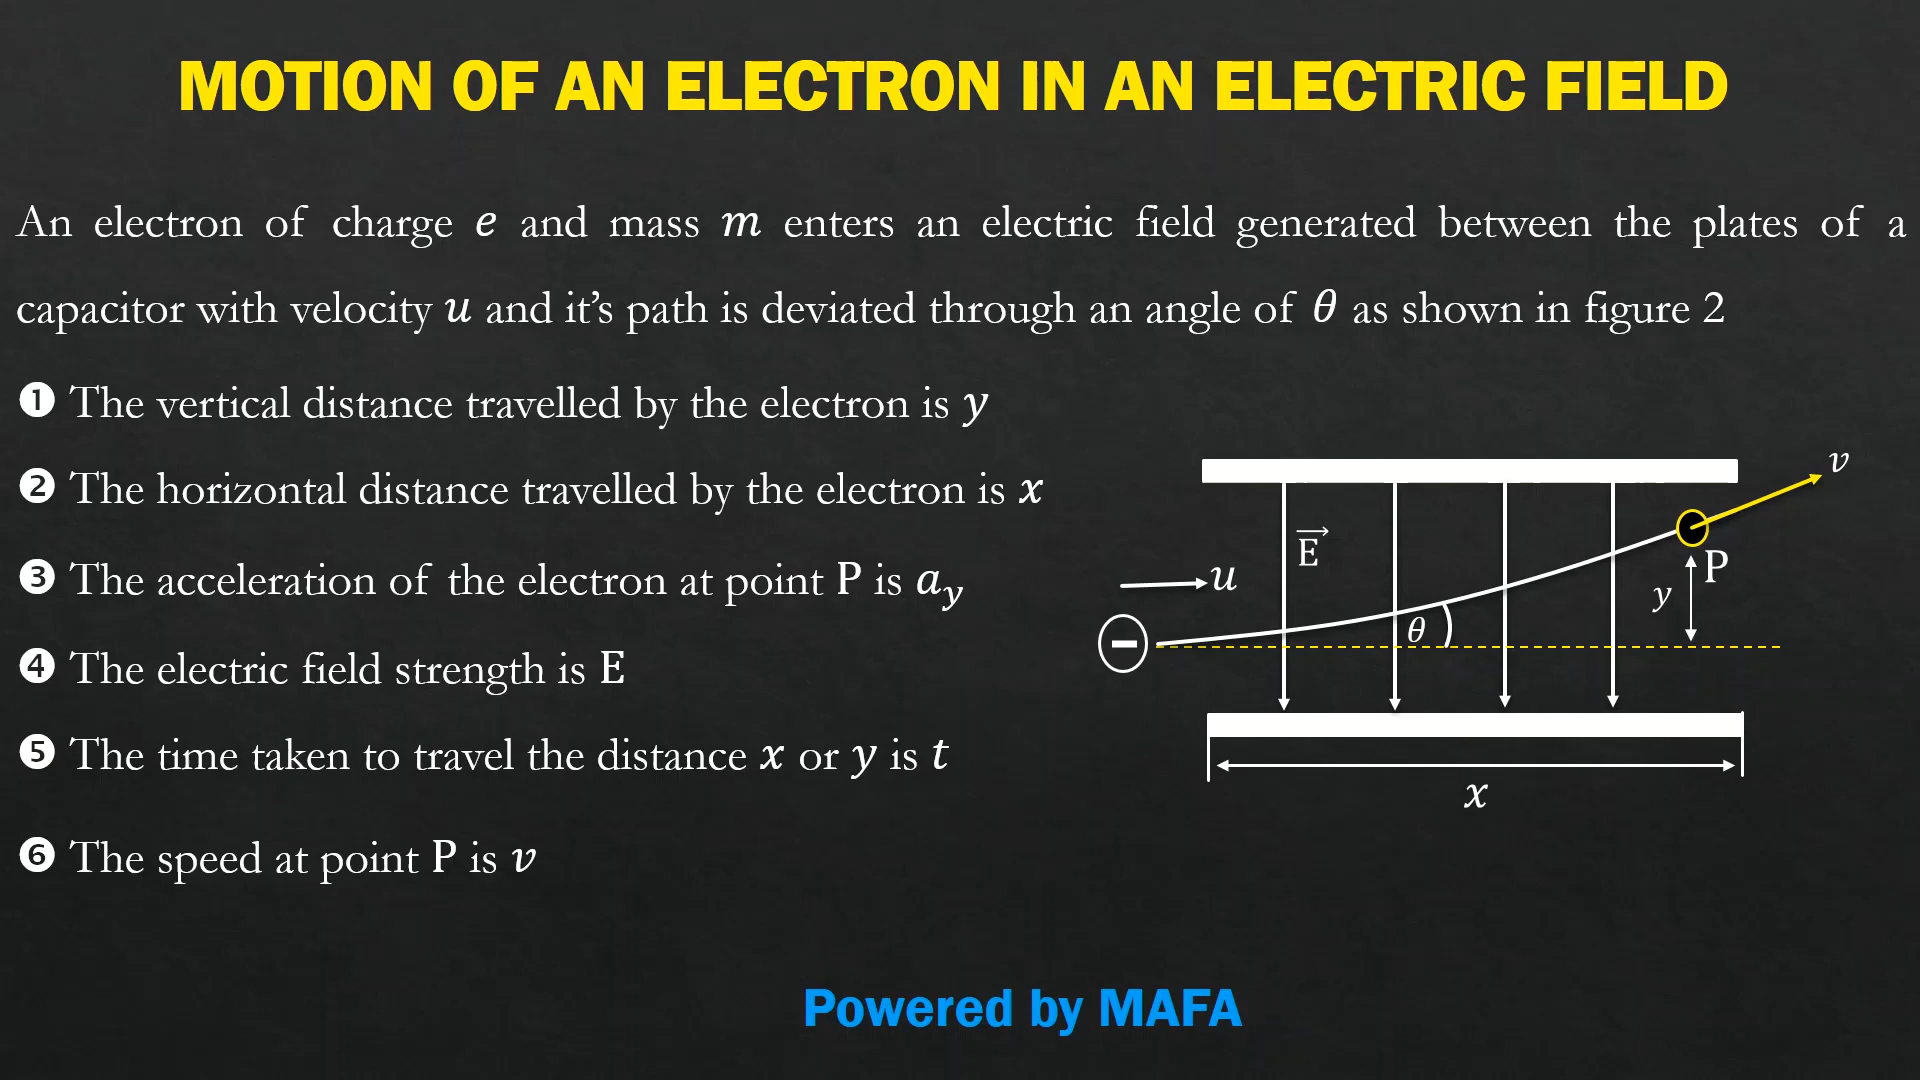 MOTION OF AN ELECTRON IN AN ELECTRIC FIELD
An electron of charge e and mass m enters an electric field generated between the plates of a
capacitor with velocity u and it’s path is deviated through an angle of θ as shown in figure 2
❶ The vertical distance travelled by the electron is y
❷ The horizontal distance travelled by the electron is x
❸ The acceleration of the electron at point P is a_y
❹ The electric field strength is E
❺ The time taken to travel the distance x or y is t
❻ The speed at point P is v
v
E⃗
P
u
y
θ
x
Powered by MAFA